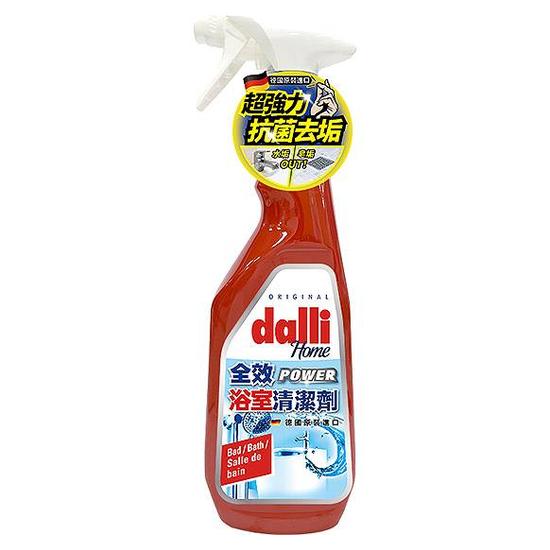 德國原裝進口
超強力
抗菌去垢
水垢 皂垢
OUT!
ORIGINAL
dalli
Home
全效 POWER
浴室清潔劑
德國原裝進口
Bad/Bath/
Salle de
bain